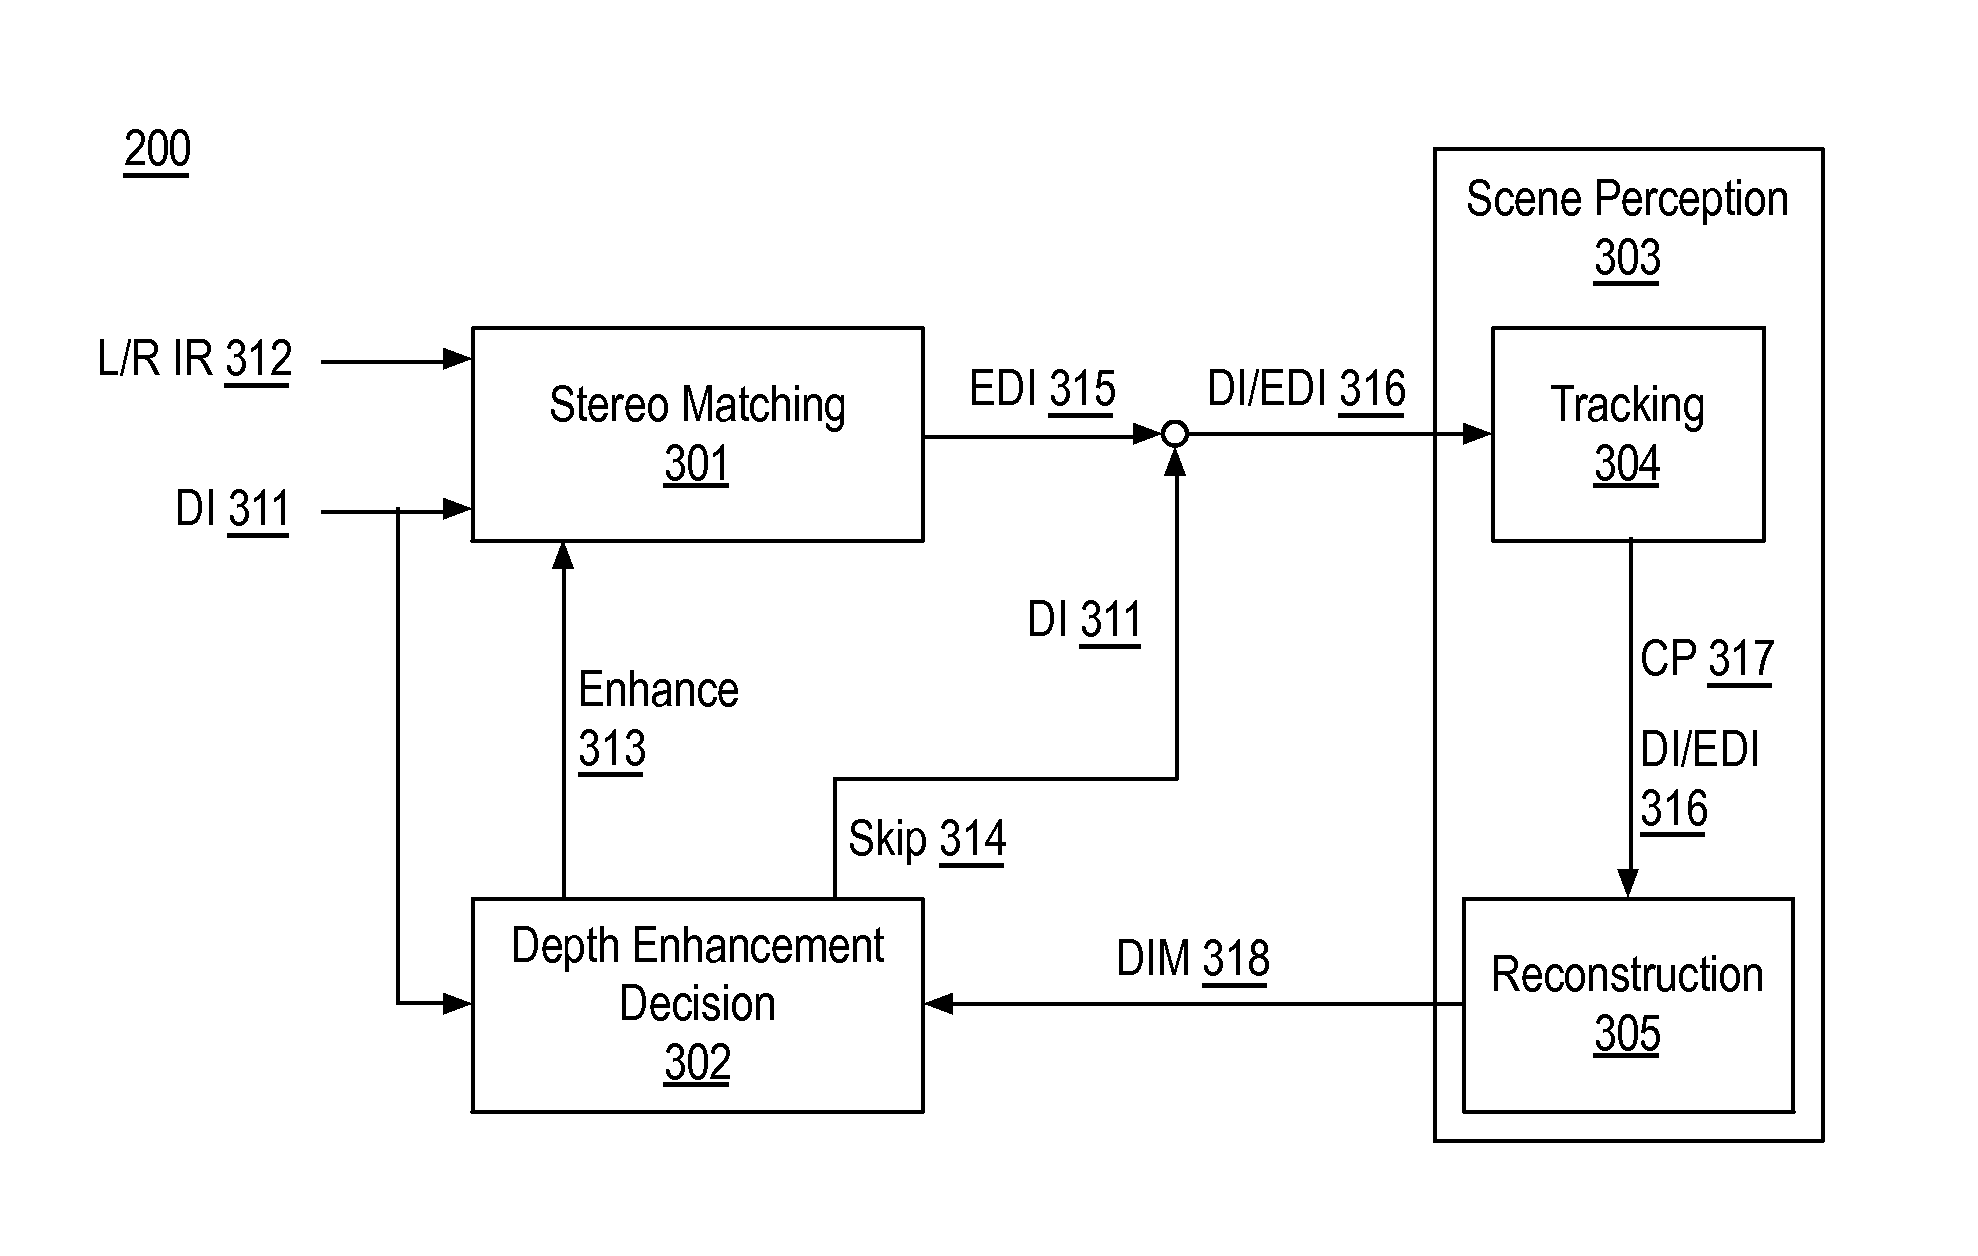 200
Scene Perception
303
L/R IR 312
DI 311
Stereo Matching
301
EDI 315
DI/EDI 316
Tracking
304
DI 311
Enhance
313
CP 317
DI/EDI
316
Skip 314
Depth Enhancement
Decision
302
DIM 318
Reconstruction
305